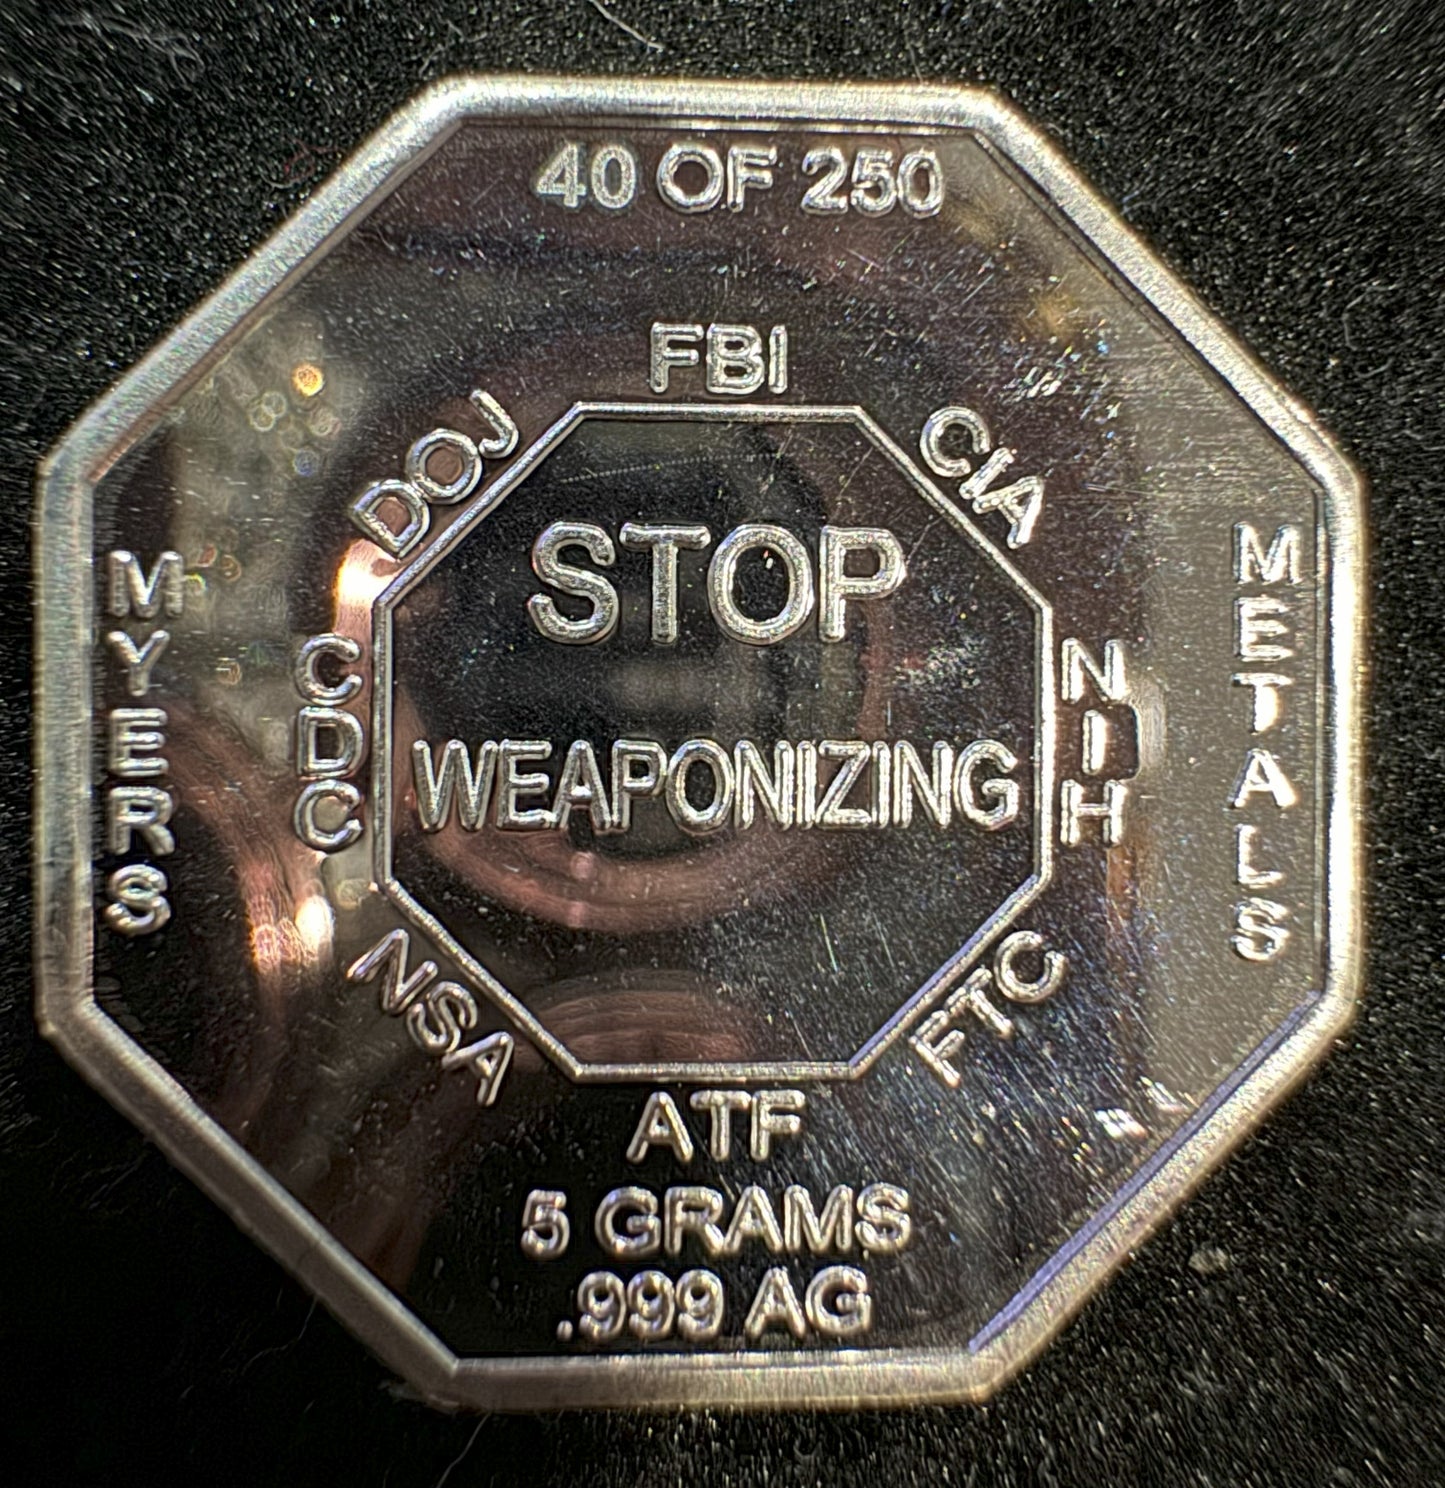 40 OF 250
FBI
DOJ
CIA
STOP
WEAPONIZING
MYERS
CDC
NIH
METALS
NSA
FTC
ATF
5 GRAMS
.999 AG